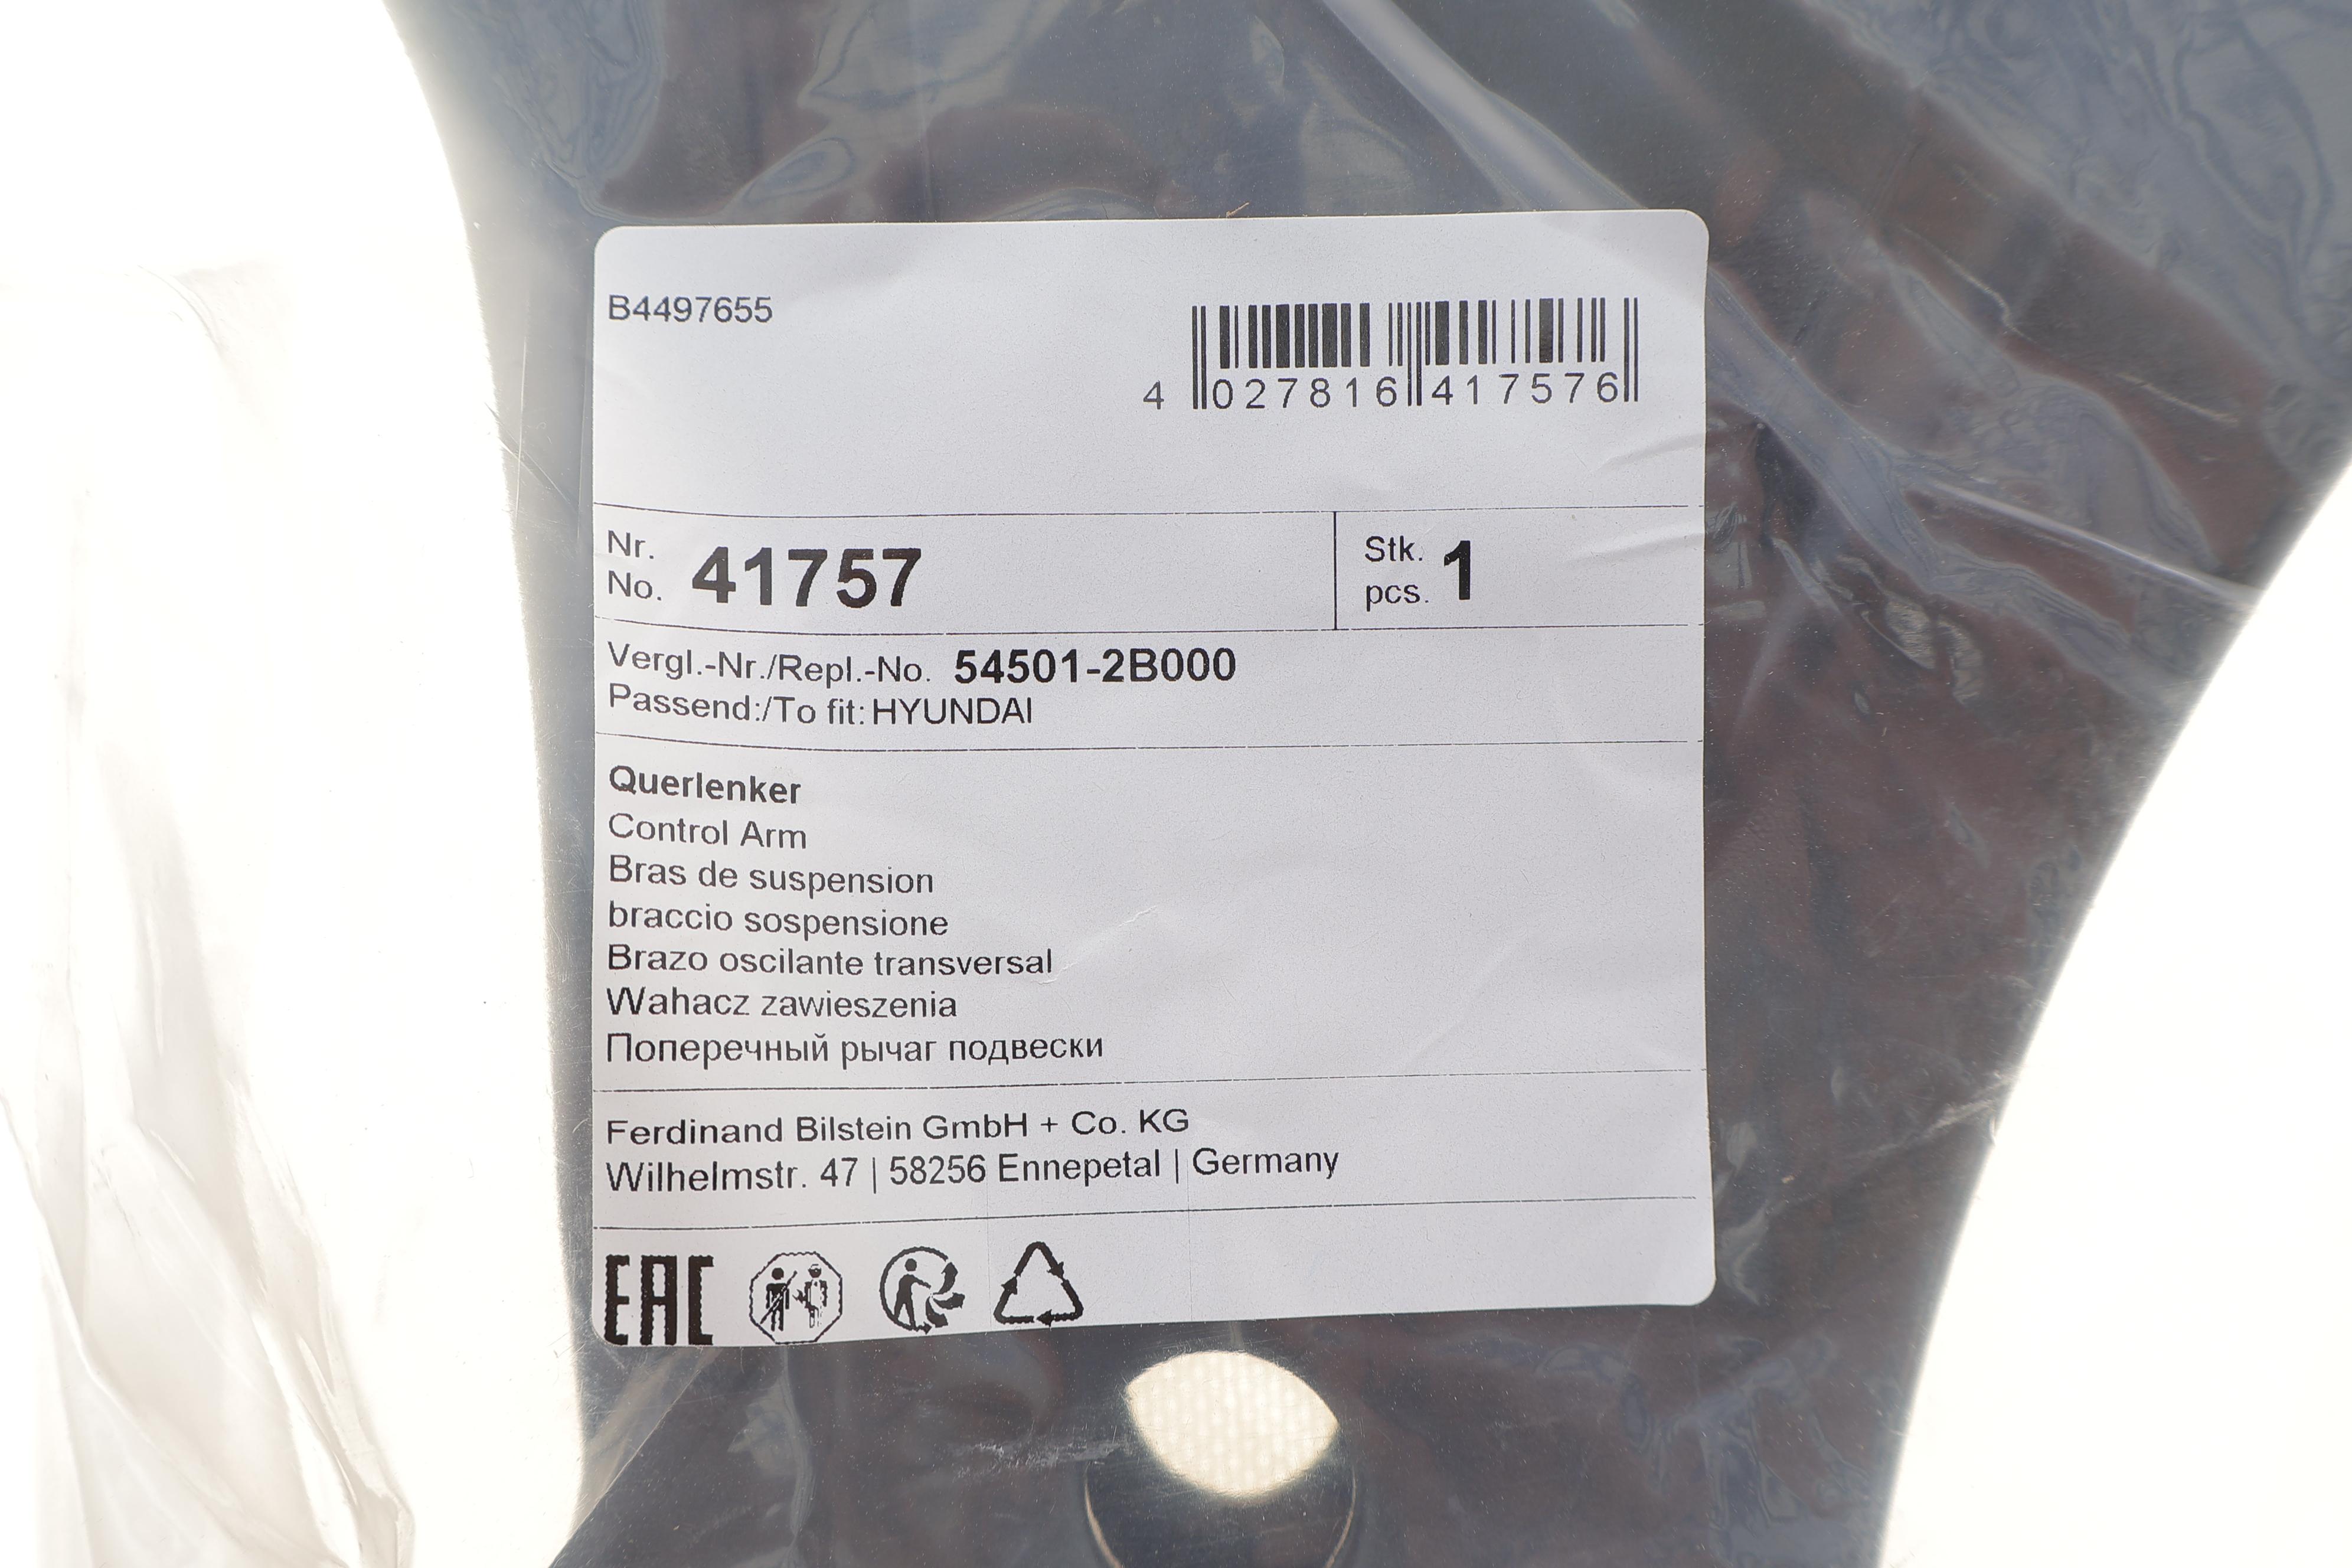 B4497655
4 027816 417576
Nr.
No. 41757
Stk.
pcs. 1
Vergl.-Nr./Repl.-No. 54501-2B000
Passend:/To fit: HYUNDAI
Querlenker
Control Arm
Bras de suspension
braccio sospensione
Brazo oscilante transversal
Wahacz zawieszenia
Поперечный рычаг подвески
Ferdinand Bilstein GmbH + Co. KG
Wilhelmstr. 47 | 58256 Ennepetal | Germany
EAC